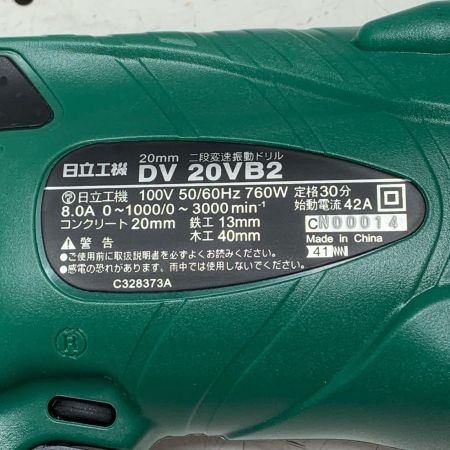 20mm 二段変速振動ドリル
日立工機 DV 20VB2
日立工機 100V 50/60Hz 760W 定格30分
8.0A 0~1000/0~3000min⁻¹ 始動電流 42A
コンクリート 20mm 鉄工 13mm CN00014
木工 40mm Made in China
⚠警告 41
●ご使用前に取扱説明書を必ずよくお読みください。
●感電の恐れがあります。雨中では使用しないでください。
C328373A
®